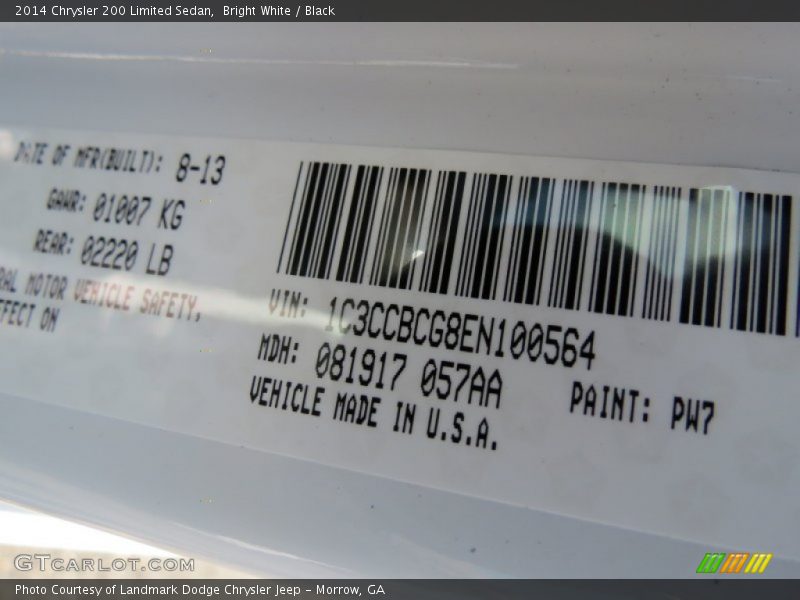 2014 Chrysler 200 Limited Sedan,  Bright White / Black
DATE OF MFR(BUILT): 8-13
GAWR: 01007 KG
REAR: 02220 LB
RAL MOTOR VEHICLE SAFETY,
FFECT ON
VIN: 1C3CCBCG8EN100564
MDH: 081917 057AA
PAINT: PW7
VEHICLE MADE IN U.S.A.
GTCARLOT.COM
Photo Courtesy of Landmark Dodge Chrysler Jeep – Morrow, GA